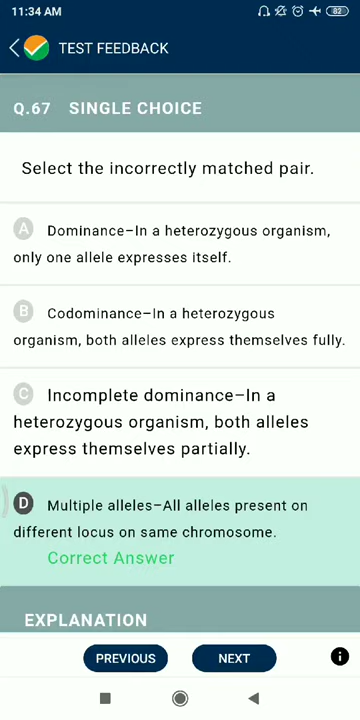 11:34 AM
82
TEST FEEDBACK
Q.67 SINGLE CHOICE
Select the incorrectly matched pair.
A Dominance–In a heterozygous organism,
only one allele expresses itself.
B Codominance–In a heterozygous
organism, both alleles express themselves fully.
C Incomplete dominance–In a
heterozygous organism, both alleles
express themselves partially.
D Multiple alleles–All alleles present on
different locus on same chromosome.
Correct Answer
EXPLANATION
PREVIOUS NEXT i